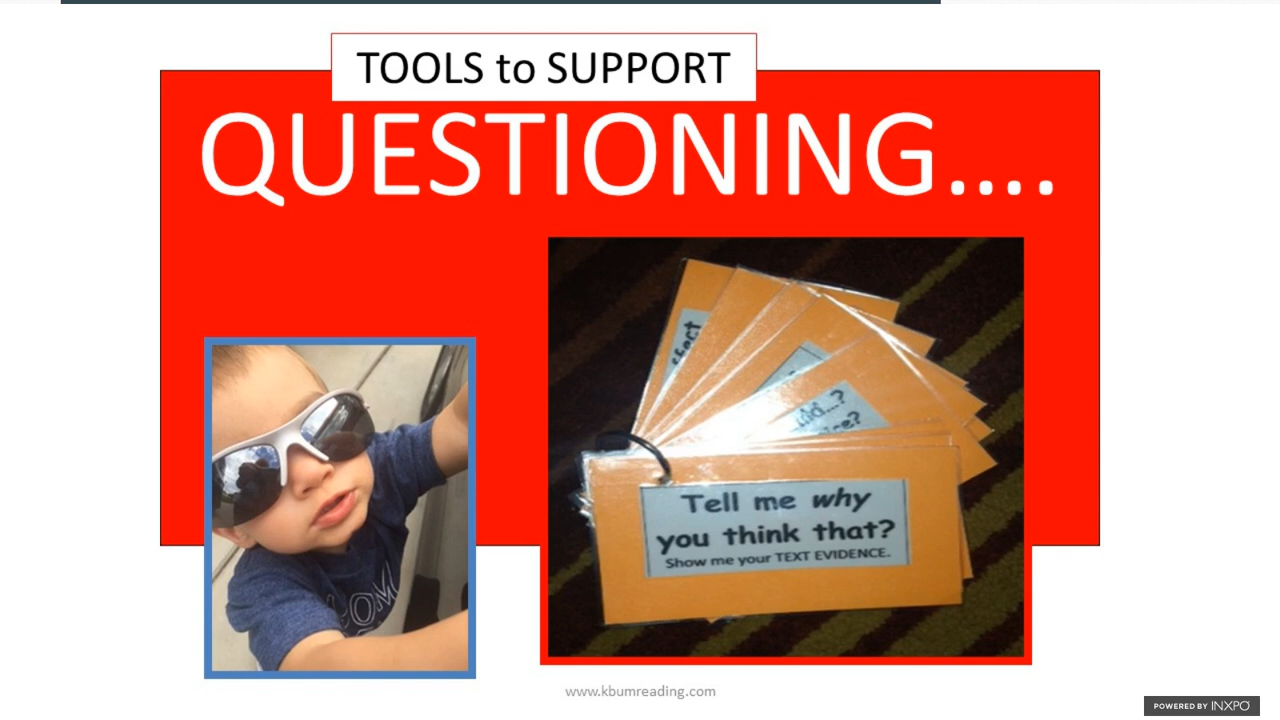 TOOLS to SUPPORT
QUESTIONING....
Tell me why
you think that?
Show me your TEXT EVIDENCE.
www.kbumreading.com
POWERED BY INXPO